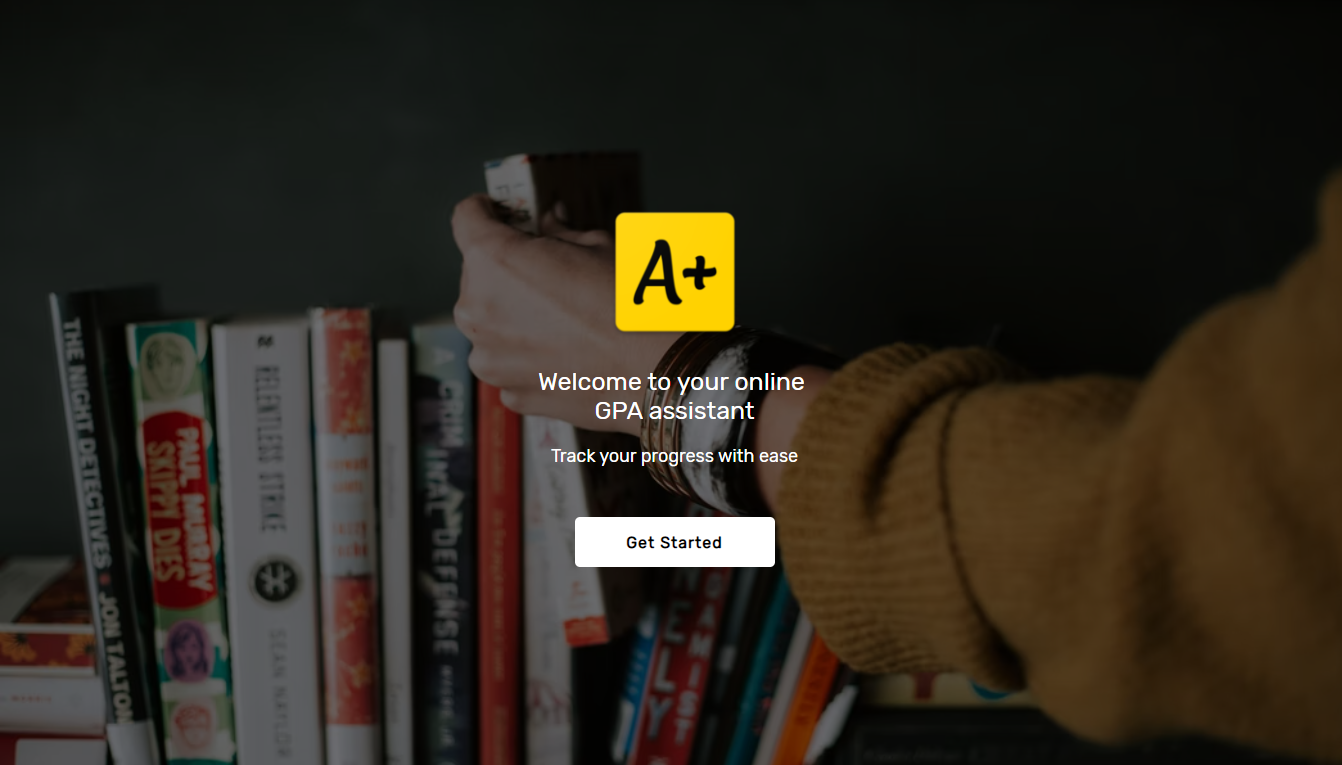 A+
Welcome to your online
GPA assistant
Track your progress with ease
Get Started
THE NIGHT DETECTIVES
JON TALTON
PAUL MURRAY
SKIPPY DIES
RELENTLESS STRIKE
SEAN NAYLOR
A CRIMINAL DEFENSE